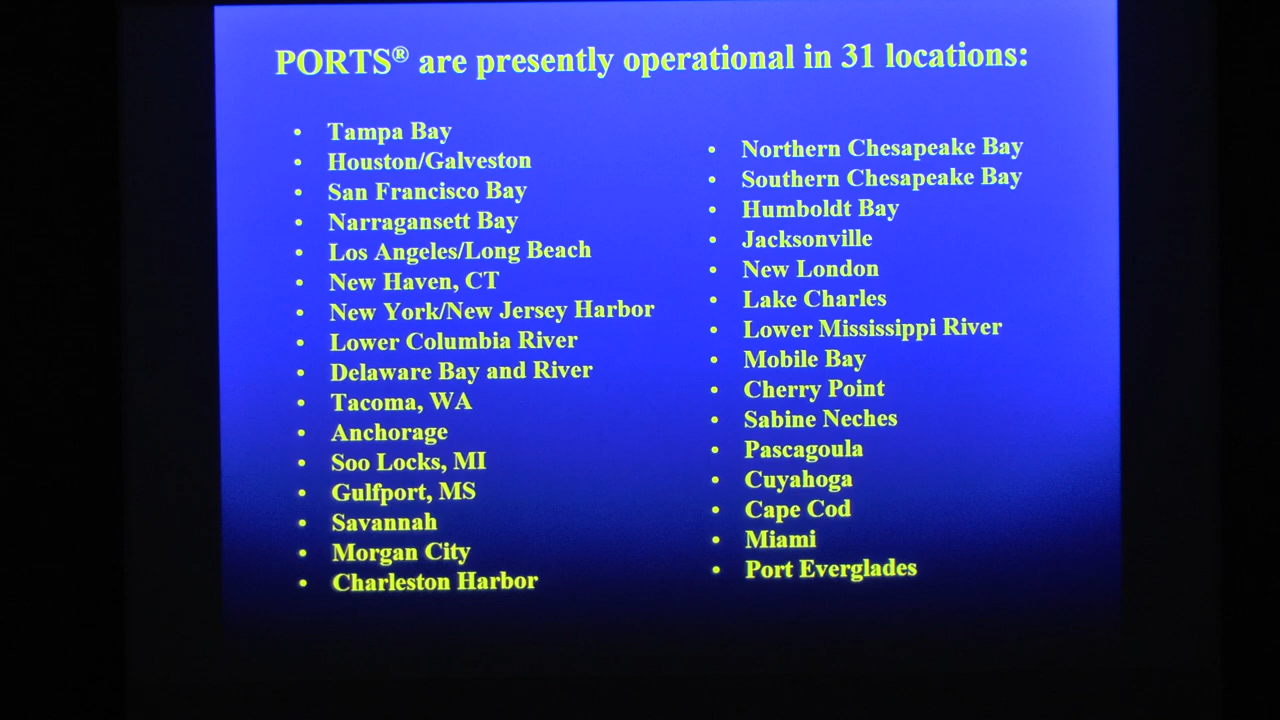 PORTS® are presently operational in 31 locations:
• Tampa Bay
• Houston/Galveston
• San Francisco Bay
• Narragansett Bay
• Los Angeles/Long Beach
• New Haven, CT
• New York/New Jersey Harbor
• Lower Columbia River
• Delaware Bay and River
• Tacoma, WA
• Anchorage
• Soo Locks, MI
• Gulfport, MS
• Savannah
• Morgan City
• Charleston Harbor
• Northern Chesapeake Bay
• Southern Chesapeake Bay
• Humboldt Bay
• Jacksonville
• New London
• Lake Charles
• Lower Mississippi River
• Mobile Bay
• Cherry Point
• Sabine Neches
• Pascagoula
• Cuyahoga
• Cape Cod
• Miami
• Port Everglades